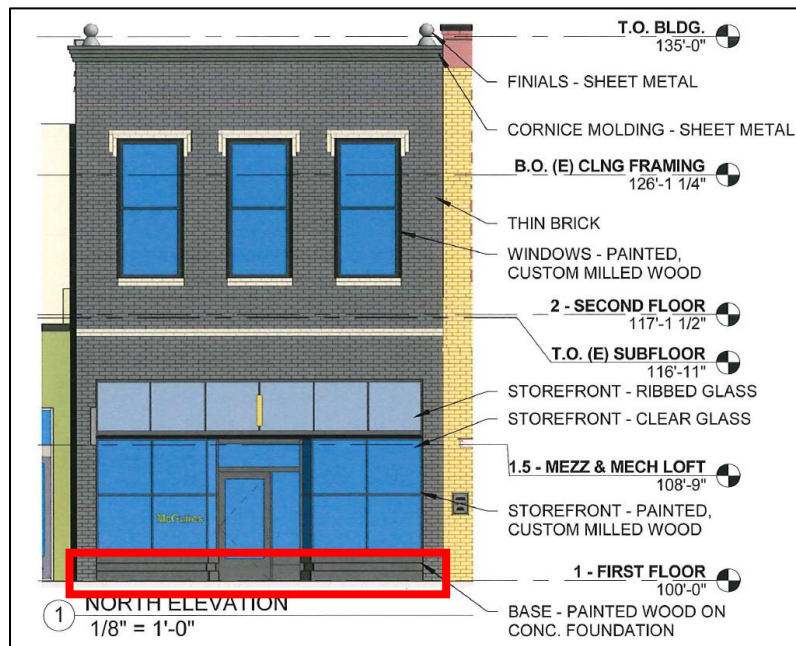 T.O. BLDG.
135'-0"
FINIALS - SHEET METAL
CORNICE MOLDING - SHEET METAL
B.O. (E) CLNG FRAMING
126'-1 1/4"
THIN BRICK
WINDOWS - PAINTED,
CUSTOM MILLED WOOD
2 - SECOND FLOOR
117'-1 1/2"
T.O. (E) SUBFLOOR
116'-11"
STOREFRONT - RIBBED GLASS
STOREFRONT - CLEAR GLASS
1.5 - MEZZ & MECH LOFT
108'-9"
STOREFRONT - PAINTED,
CUSTOM MILLED WOOD
McGanns
1 - FIRST FLOOR
100'-0"
BASE - PAINTED WOOD ON
CONC. FOUNDATION
1 NORTH ELEVATION
1/8" = 1'-0"